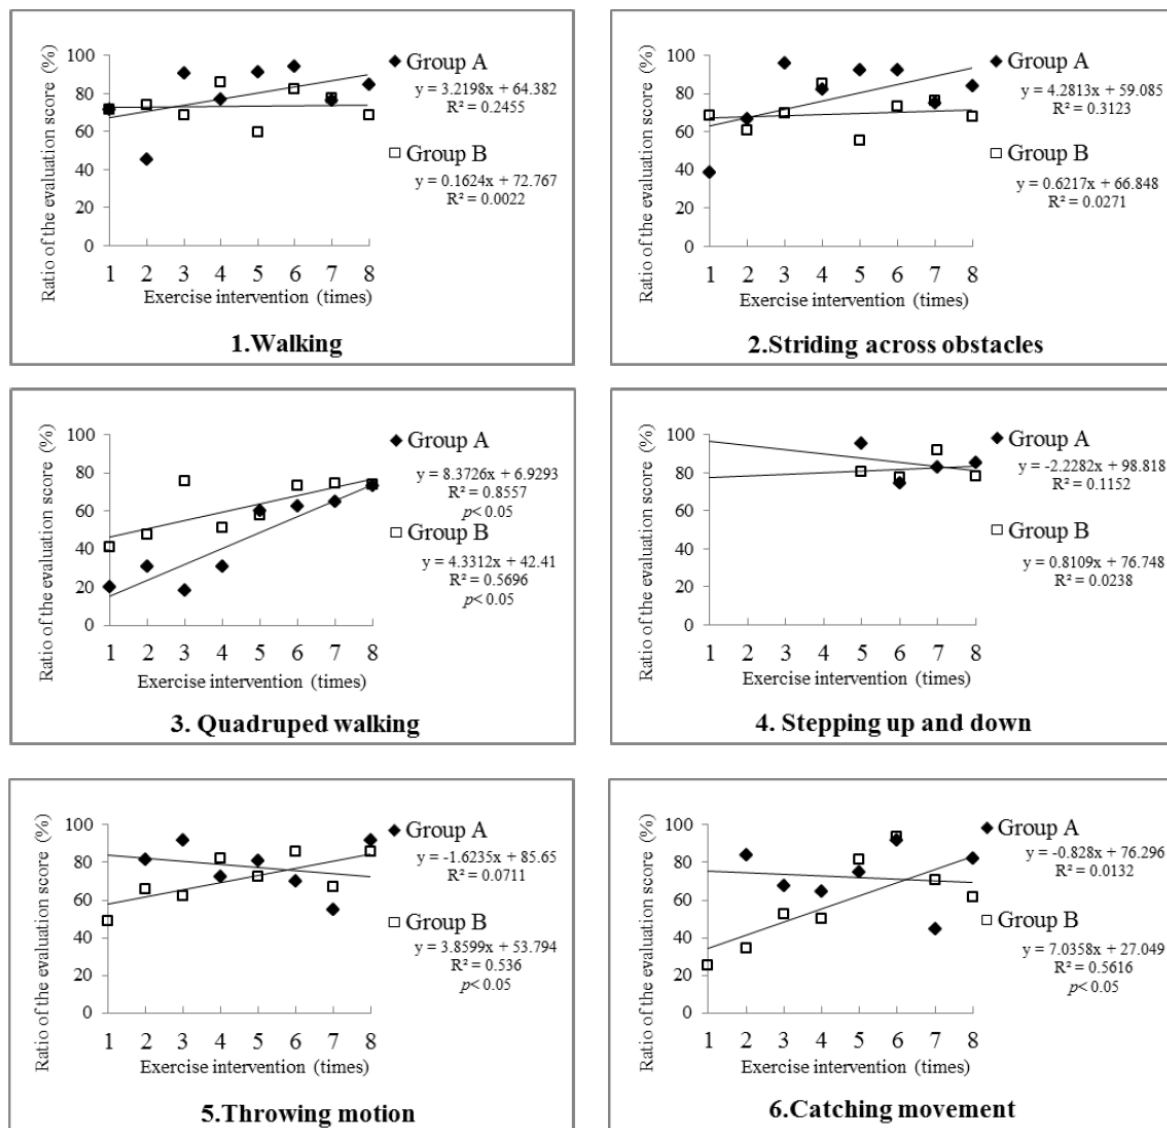 Ratio of the evaluation score (%)
100
80
60
40
20
0
1 2 3 4 5 6 7 8
Exercise intervention (times)
Group A
y = 3.2198x + 64.382
R² = 0.2455
Group B
y = 0.1624x + 72.767
R² = 0.0022
1.Walking
Ratio of the evaluation score (%)
100
80
60
40
20
0
1 2 3 4 5 6 7 8
Exercise intervention (times)
Group A
y = 4.2813x + 59.085
R² = 0.3123
Group B
y = 0.6217x + 66.848
R² = 0.0271
2.Striding across obstacles
Ratio of the evaluation score (%)
100
80
60
40
20
0
1 2 3 4 5 6 7 8
Exercise intervention (times)
Group A
y = 8.3726x + 6.9293
R² = 0.8557
p< 0.05
Group B
y = 4.3312x + 42.41
R² = 0.5696
p< 0.05
3. Quadruped walking
Ratio of the evaluation score (%)
100
80
60
40
20
0
1 2 3 4 5 6 7 8
Exercise intervention (times)
Group A
y = -2.2282x + 98.818
R² = 0.1152
Group B
y = 0.8109x + 76.748
R² = 0.0238
4. Stepping up and down
Ratio of the evaluation score (%)
100
80
60
40
20
0
1 2 3 4 5 6 7 8
Exercise intervention (times)
Group A
y = -1.6235x + 85.65
R² = 0.0711
Group B
y = 3.8599x + 53.794
R² = 0.536
p< 0.05
5.Throwing motion
Ratio of the evaluation score (%)
100
80
60
40
20
0
1 2 3 4 5 6 7 8
Exercise intervention (times)
Group A
y = -0.828x + 76.296
R² = 0.0132
Group B
y = 7.0358x + 27.049
R² = 0.5616
p< 0.05
6.Catching movement